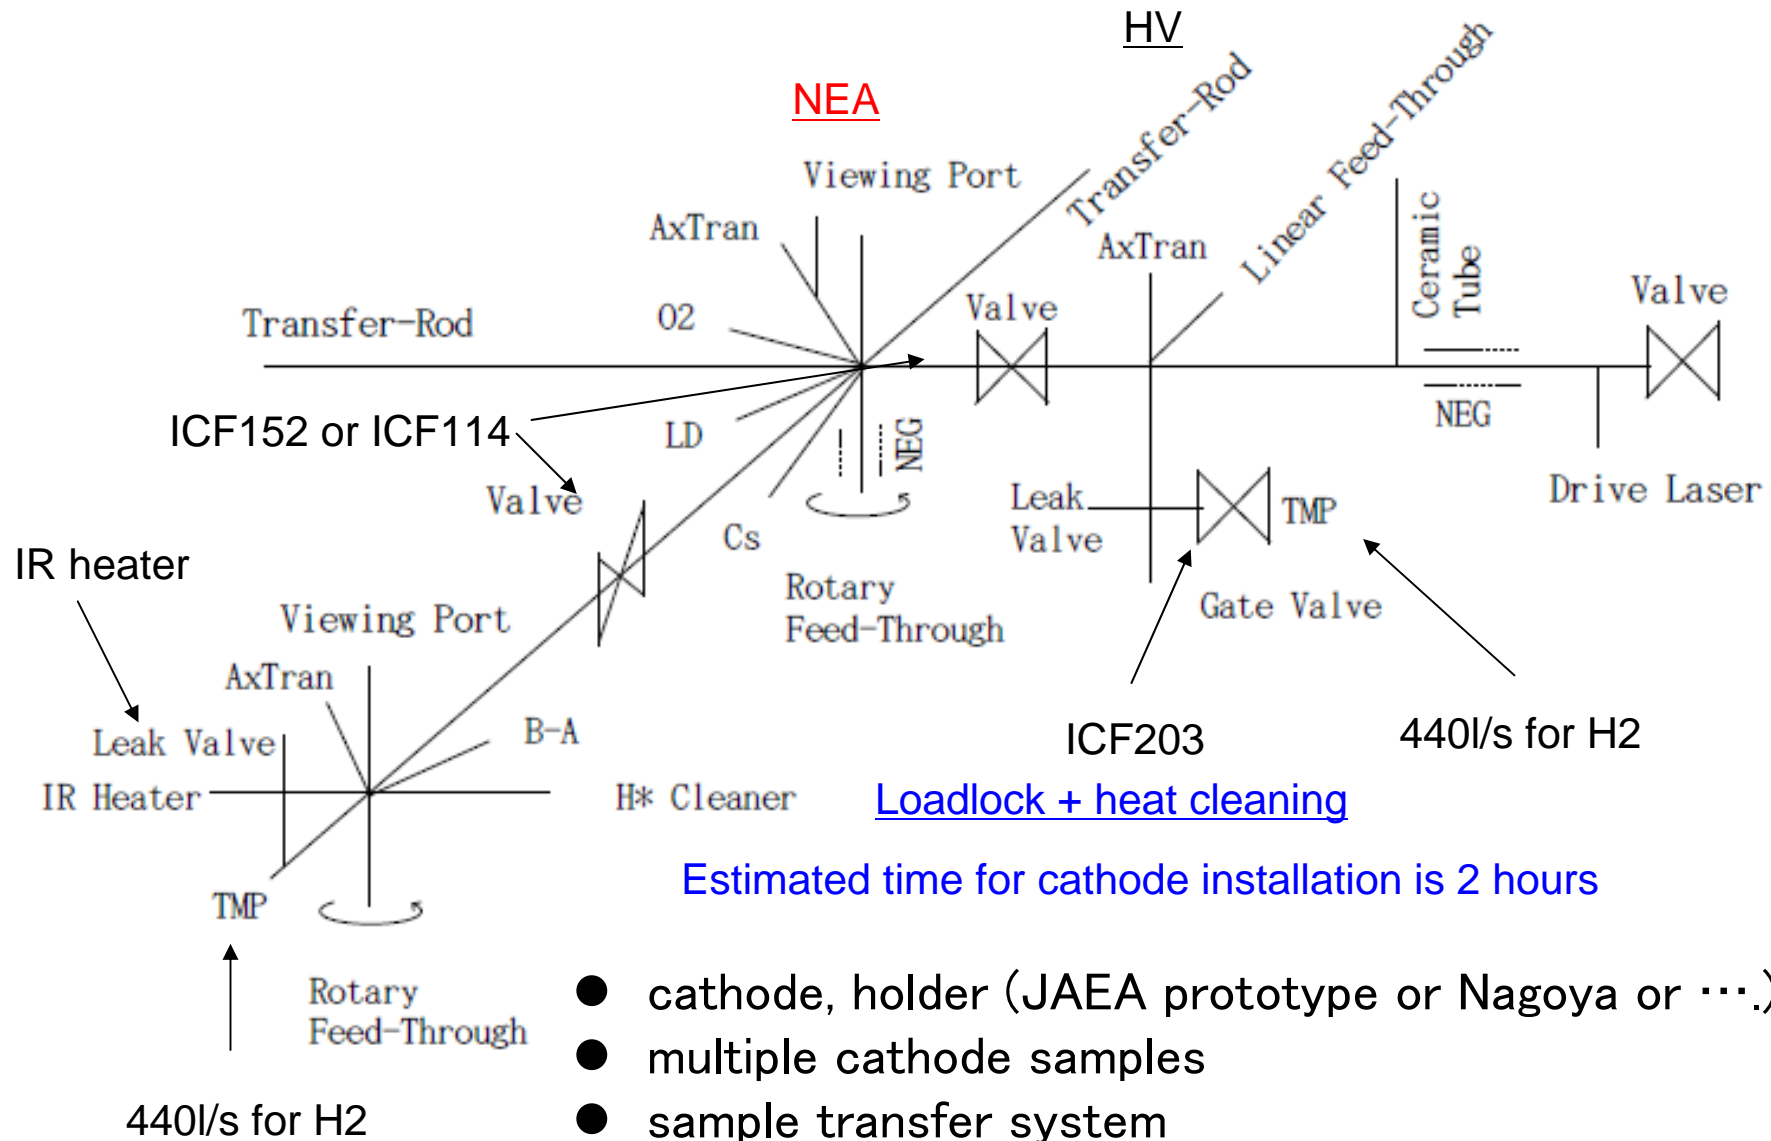 HV
NEA
Viewing Port
Transfer-Rod
Linear Feed-Through
AxTran
AxTran
Ceramic
Tube
Valve
Valve
Transfer-Rod
O2
ICF152 or ICF114
LD
NEG
NEG
Valve
Cs
Leak
Valve
TMP
Drive Laser
IR heater
Rotary
Feed-Through
Gate Valve
Viewing Port
AxTran
Leak Valve
B-A
ICF203
440l/s for H2
IR Heater
H* Cleaner
Loadlock + heat cleaning
Estimated time for cathode installation is 2 hours
TMP
Rotary
Feed-Through
440l/s for H2
● cathode, holder (JAEA prototype or Nagoya or ….)
● multiple cathode samples
● sample transfer system